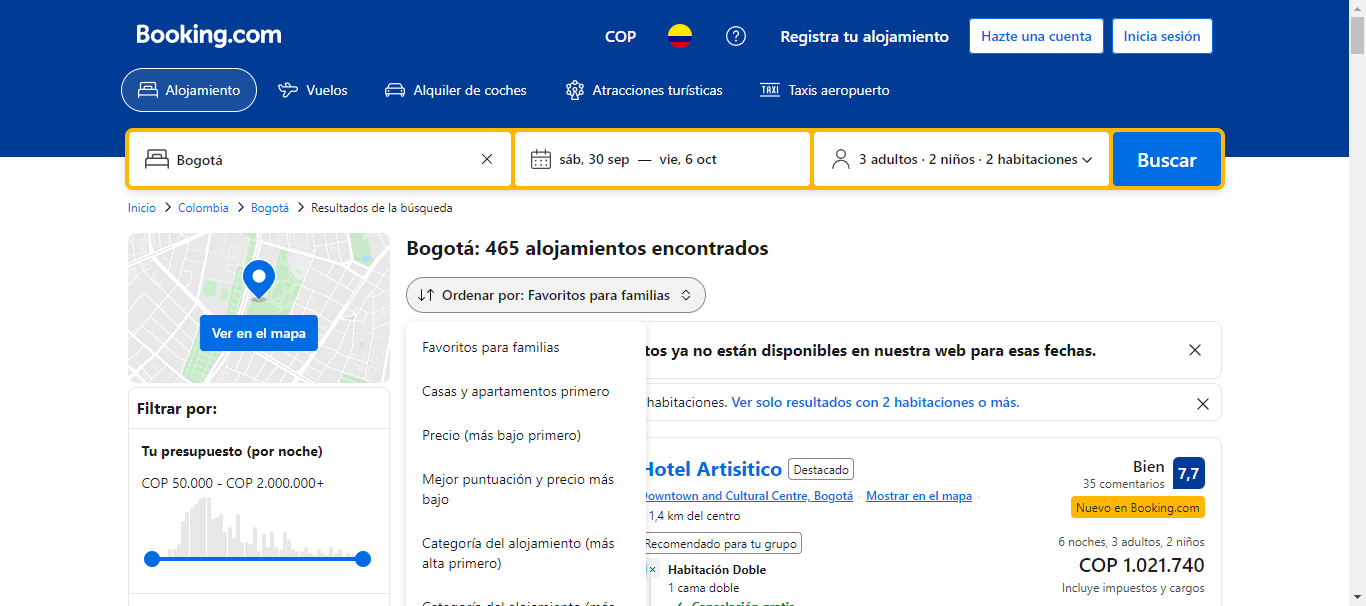 Booking.com
COP
Registra tu alojamiento
Hazte una cuenta
Inicia sesión
Alojamiento
Vuelos
Alquiler de coches
Atracciones turísticas
TAXI
Taxis aeropuerto
Bogotá
sáb, 30 sep — vie, 6 oct
3 adultos · 2 niños · 2 habitaciones
Buscar
Inicio > Colombia > Bogotá > Resultados de la búsqueda
Ver en el mapa
Filtrar por:
Tu presupuesto (por noche)
COP 50.000 - COP 2.000.000+
Bogotá: 465 alojamientos encontrados
Ordenar por: Favoritos para familias
Favoritos para familias
Casas y apartamentos primero
Precio (más bajo primero)
Mejor puntuación y precio más
bajo
Categoría del alojamiento (más
alta primero)
Categoría del alojamiento (más
tos ya no están disponibles en nuestra web para esas fechas.
habitaciones. Ver solo resultados con 2 habitaciones o más.
Hotel Artisitico
Destacado
Downtown and Cultural Centre, Bogotá · Mostrar en el mapa ·
1,4 km del centro
Recomendado para tu grupo
× Habitación Doble
1 cama doble
Cancelación gratis
Bien
35 comentarios
7,7
Nuevo en Booking.com
6 noches, 3 adultos, 2 niños
COP 1.021.740
Incluye impuestos y cargos